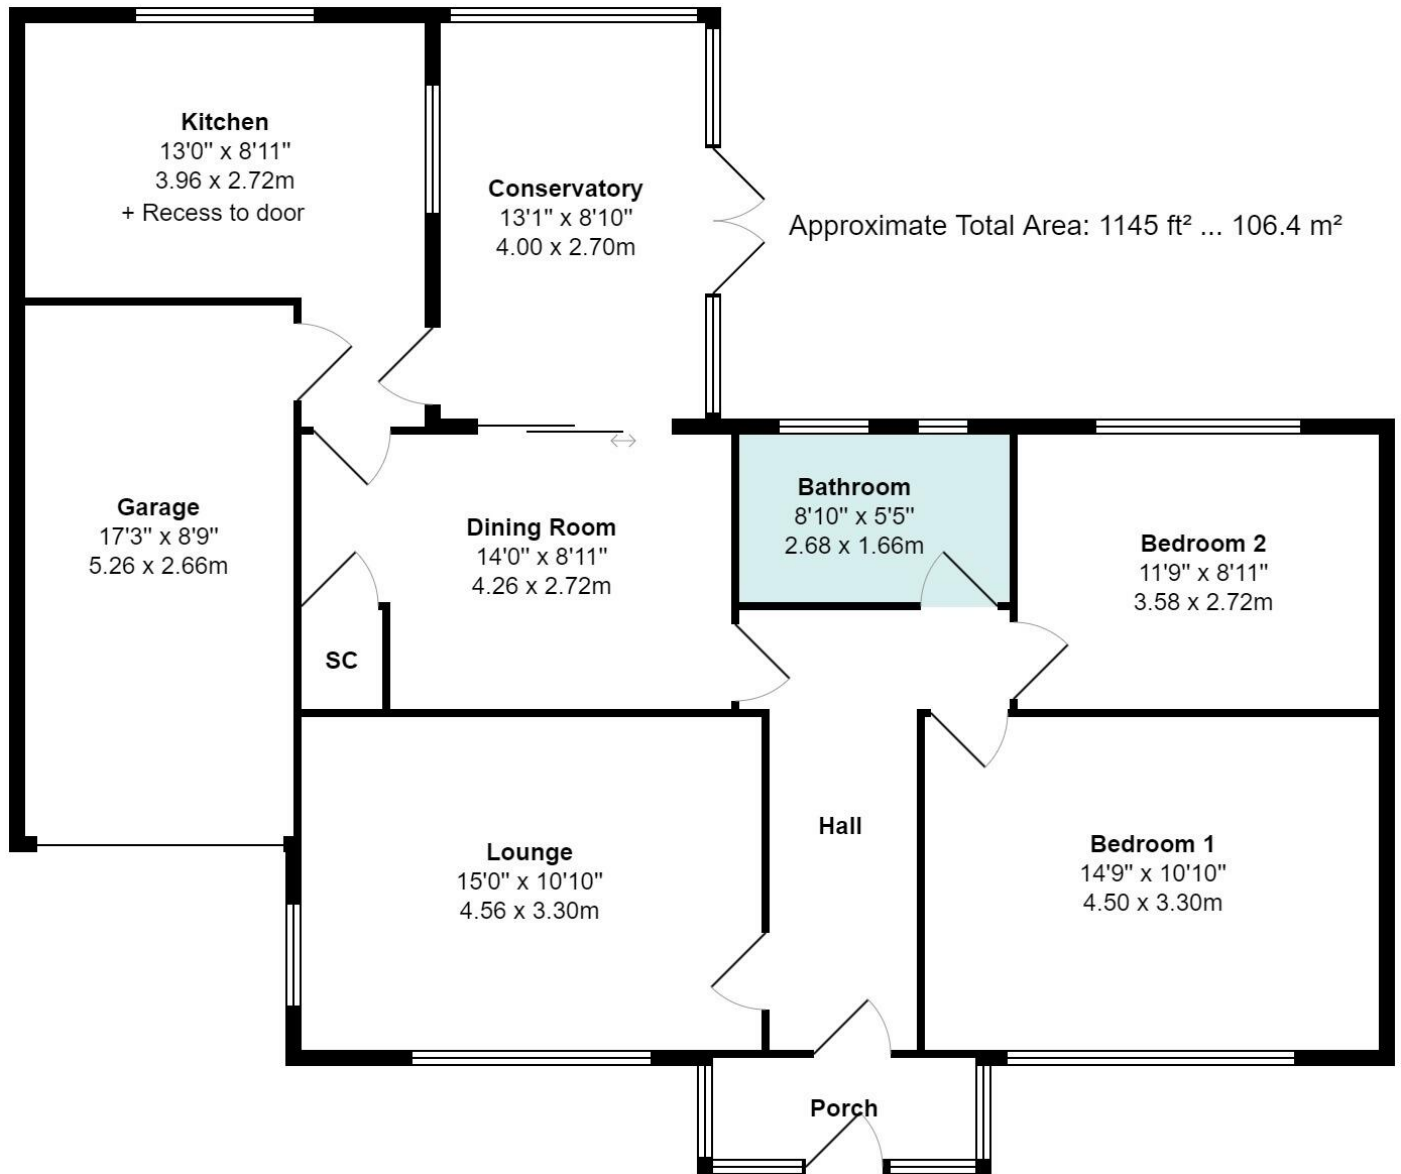 Kitchen
13'0" x 8'11"
3.96 x 2.72m
+ Recess to door
Conservatory
13'1" x 8'10"
4.00 x 2.70m
Approximate Total Area: 1145 ft² ... 106.4 m²
Garage
17'3" x 8'9"
5.26 x 2.66m
Dining Room
14'0" x 8'11"
4.26 x 2.72m
Bathroom
8'10" x 5'5"
2.68 x 1.66m
Bedroom 2
11'9" x 8'11"
3.58 x 2.72m
SC
Lounge
15'0" x 10'10"
4.56 x 3.30m
Hall
Bedroom 1
14'9" x 10'10"
4.50 x 3.30m
Porch